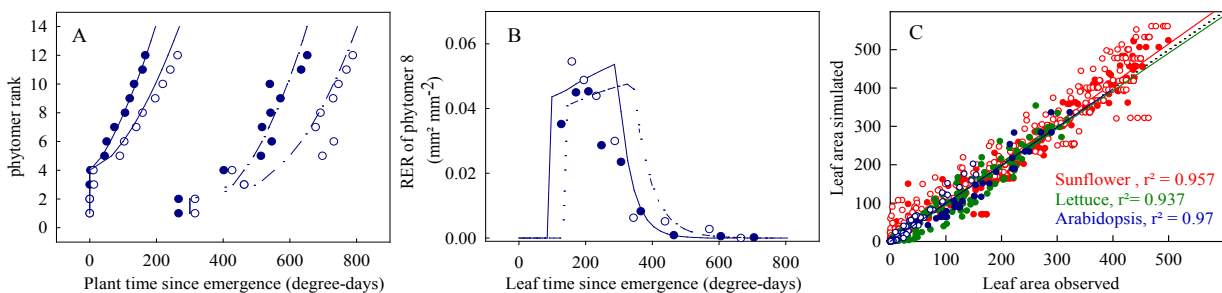 A
phytomer rank
14
12
10
8
6
4
2
0
0
200
400
600
800
Plant time since emergence (degree-days)
B
RER of phytomer 8
(mm² mm-²)
0.06
0.04
0.02
0.00
0
200
400
600
800
Leaf time since emergence (degree-days)
C
Leaf area simulated
500
400
300
200
100
0
Sunflower , r² = 0.957
Lettuce, r²= 0.937
Arabidopsis, r² = 0.97
0
100
200
300
400
500
Leaf area observed